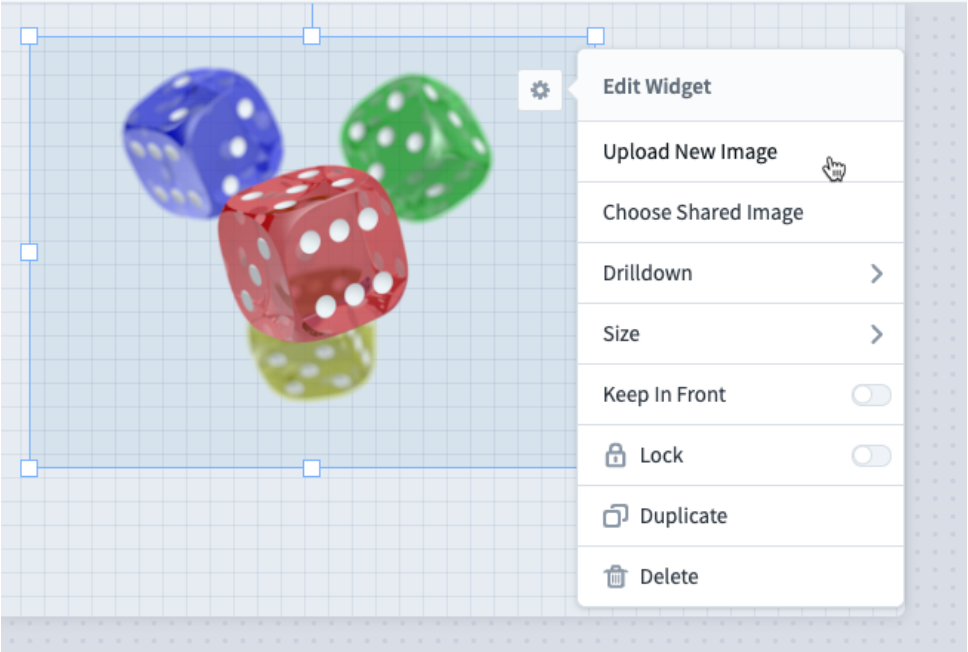 Edit Widget
Upload New Image
Choose Shared Image
Drilldown
Size
Keep In Front
Lock
Duplicate
Delete